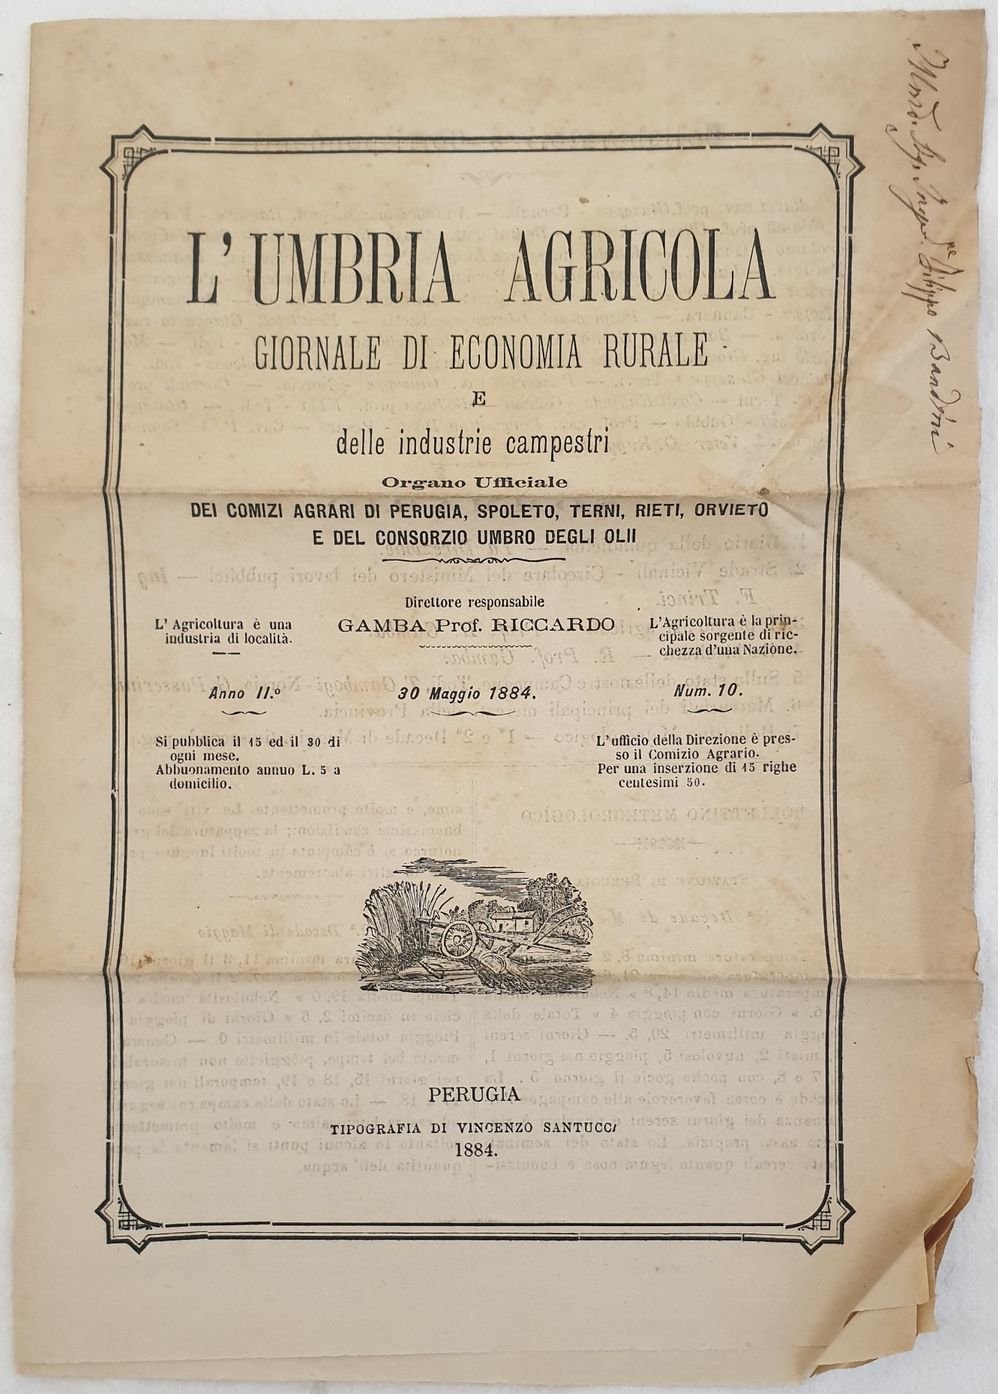 L' UMBRIA AGRICOLA
GIORNALE DI ECONOMIA RURALE
E
delle industrie campestri
Organo Ufficiale
DEI COMIZI AGRARI DI PERUGIA, SPOLETO, TERNI, RIETI, ORVIETO
E DEL CONSORZIO UMBRO DEGLI OLII
Direttore responsabile
GAMBA Prof. RICCARDO
L' Agricoltura è una
industria di località.
L'Agricoltura è la prin-
cipale sorgente di ric-
chezza d'una Nazione.
Anno II.º
30 Maggio 1884.
Num. 10.
Si pubblica il 15 ed il 30 di
ogni mese.
Abbuonamento annuo L. 5 a
domicilio.
L'ufficio della Direzione è pres-
so il Comizio Agrario.
Per una inserzione di 15 righe
centesimi 50.
PERUGIA
TIPOGRAFIA DI VINCENZO SANTUCCI
1884.
Filippo Bandini